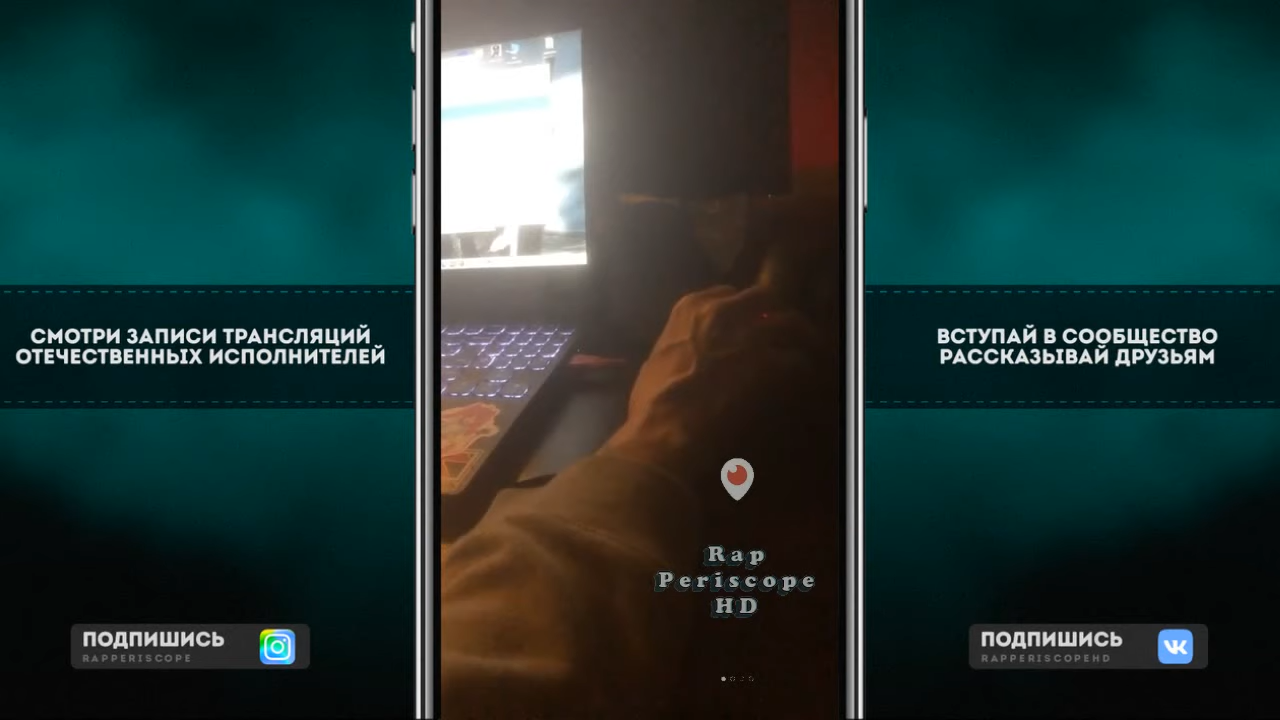 СМОТРИ ЗАПИСИ ТРАНСЛЯЦИЙ
ОТЕЧЕСТВЕННЫХ ИСПОЛНИТЕЛЕЙ
ВСТУПАЙ В СООБЩЕСТВО
РАССКАЗЫВАЙ ДРУЗЬЯМ
Rap
Periscope
HD
ПОДПИШИСЬ
RAPPERISCOPE
ПОДПИШИСЬ
RAPPERISCOPEHD